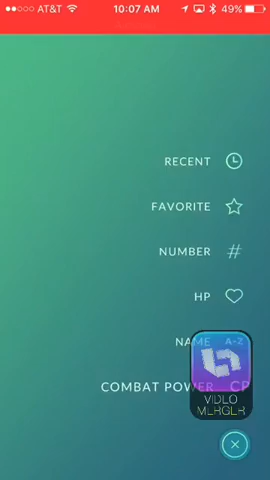 AT&T 10:07 AM 49%
RECENT
FAVORITE
NUMBER #
HP
NAME A-Z
COMBAT POWER CP
VIDEO
MERGER